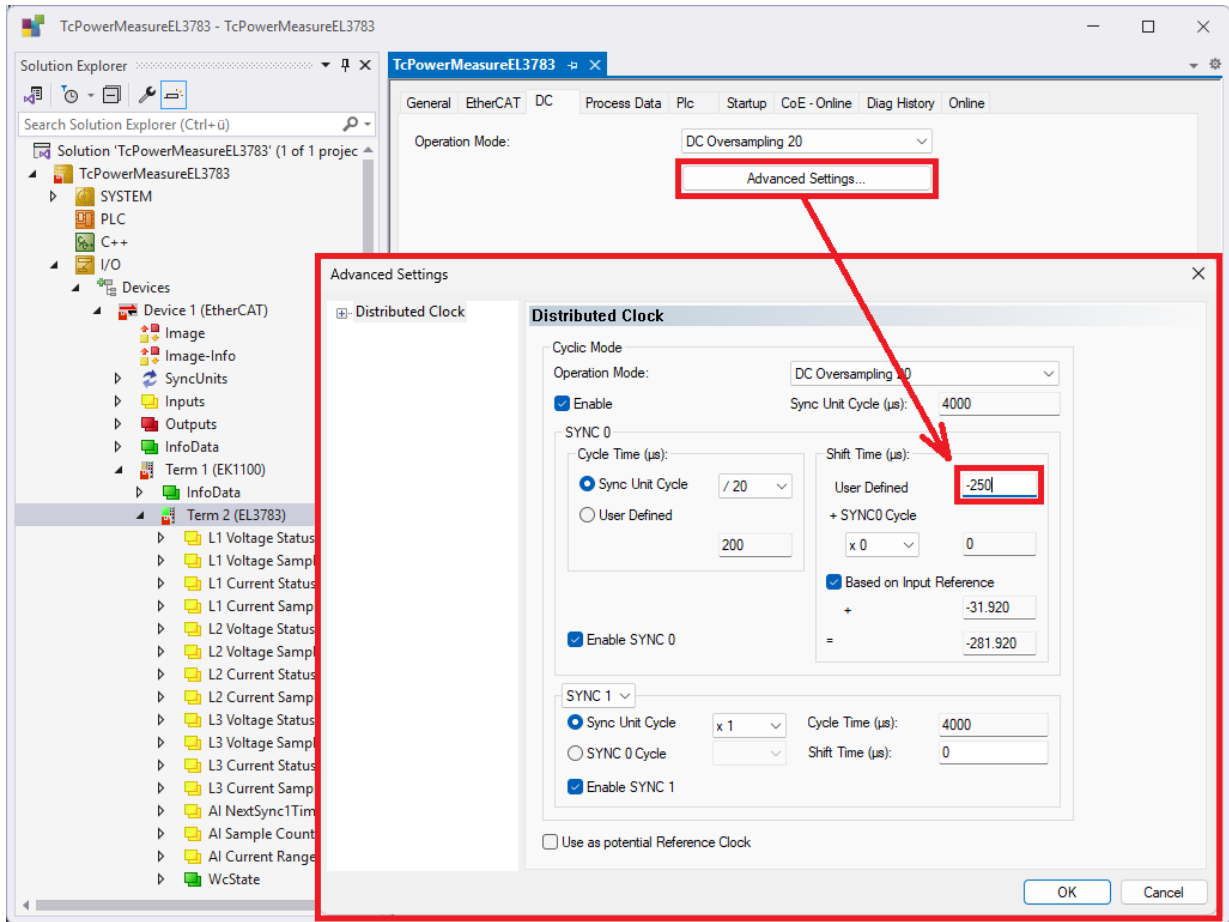 TcPowerMeasureEL3783 - TcPowerMeasureEL3783
Solution Explorer
Search Solution Explorer (Ctrl+ü)
Solution 'TcPowerMeasureEL3783' (1 of 1 projec
TcPowerMeasureEL3783
SYSTEM
PLC
C++
I/O
Devices
Device 1 (EtherCAT)
Image
Image-Info
SyncUnits
Inputs
Outputs
InfoData
Term 1 (EK1100)
InfoData
Term 2 (EL3783)
L1 Voltage Status
L1 Voltage Sampl
L1 Current Status
L1 Current Samp
L2 Voltage Status
L2 Voltage Sampl
L2 Current Status
L2 Current Samp
L3 Voltage Status
L3 Voltage Sampl
L3 Current Status
L3 Current Samp
AI NextSync1Tim
AI Sample Count
AI Current Range
WcState
TcPowerMeasureEL3783
General EtherCAT DC Process Data Plc Startup CoE - Online Diag History Online
Operation Mode: DC Oversampling 20
Advanced Settings...
Advanced Settings
Distributed Clock
Distributed Clock
Cyclic Mode
Operation Mode: DC Oversampling 20
Enable Sync Unit Cycle (µs): 4000
SYNC 0
Cycle Time (µs): Shift Time (µs):
Sync Unit Cycle / 20 User Defined -250
User Defined + SYNC0 Cycle
200 x 0 0
Based on Input Reference
+ -31.920
Enable SYNC 0 = -281.920
SYNC 1
Sync Unit Cycle x 1 Cycle Time (µs): 4000
SYNC 0 Cycle Shift Time (µs): 0
Enable SYNC 1
Use as potential Reference Clock
OK Cancel